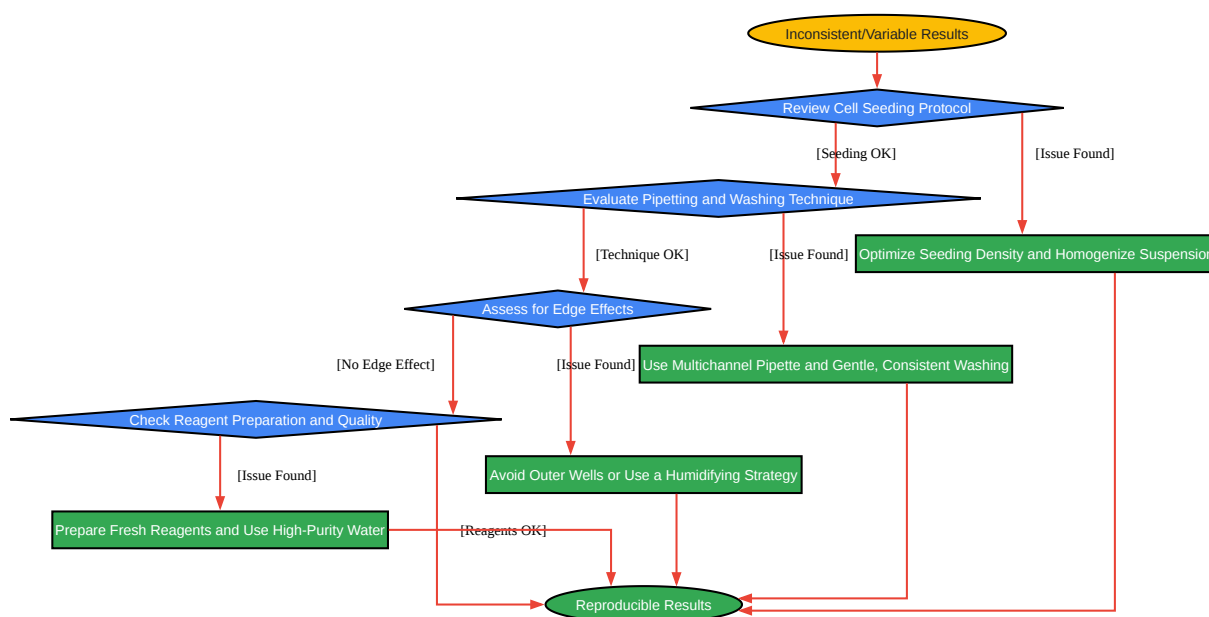 Inconsistent/Variable Results
Review Cell Seeding Protocol
[Seeding OK]
[Issue Found]
Evaluate Pipetting and Washing Technique
[Technique OK]
[Issue Found]
Optimize Seeding Density and Homogenize Suspension
Assess for Edge Effects
[No Edge Effect]
[Issue Found]
Use Multichannel Pipette and Gentle, Consistent Washing
Check Reagent Preparation and Quality
[Issue Found]
Avoid Outer Wells or Use a Humidifying Strategy
Prepare Fresh Reagents and Use High-Purity Water
[Reagents OK]
Reproducible Results